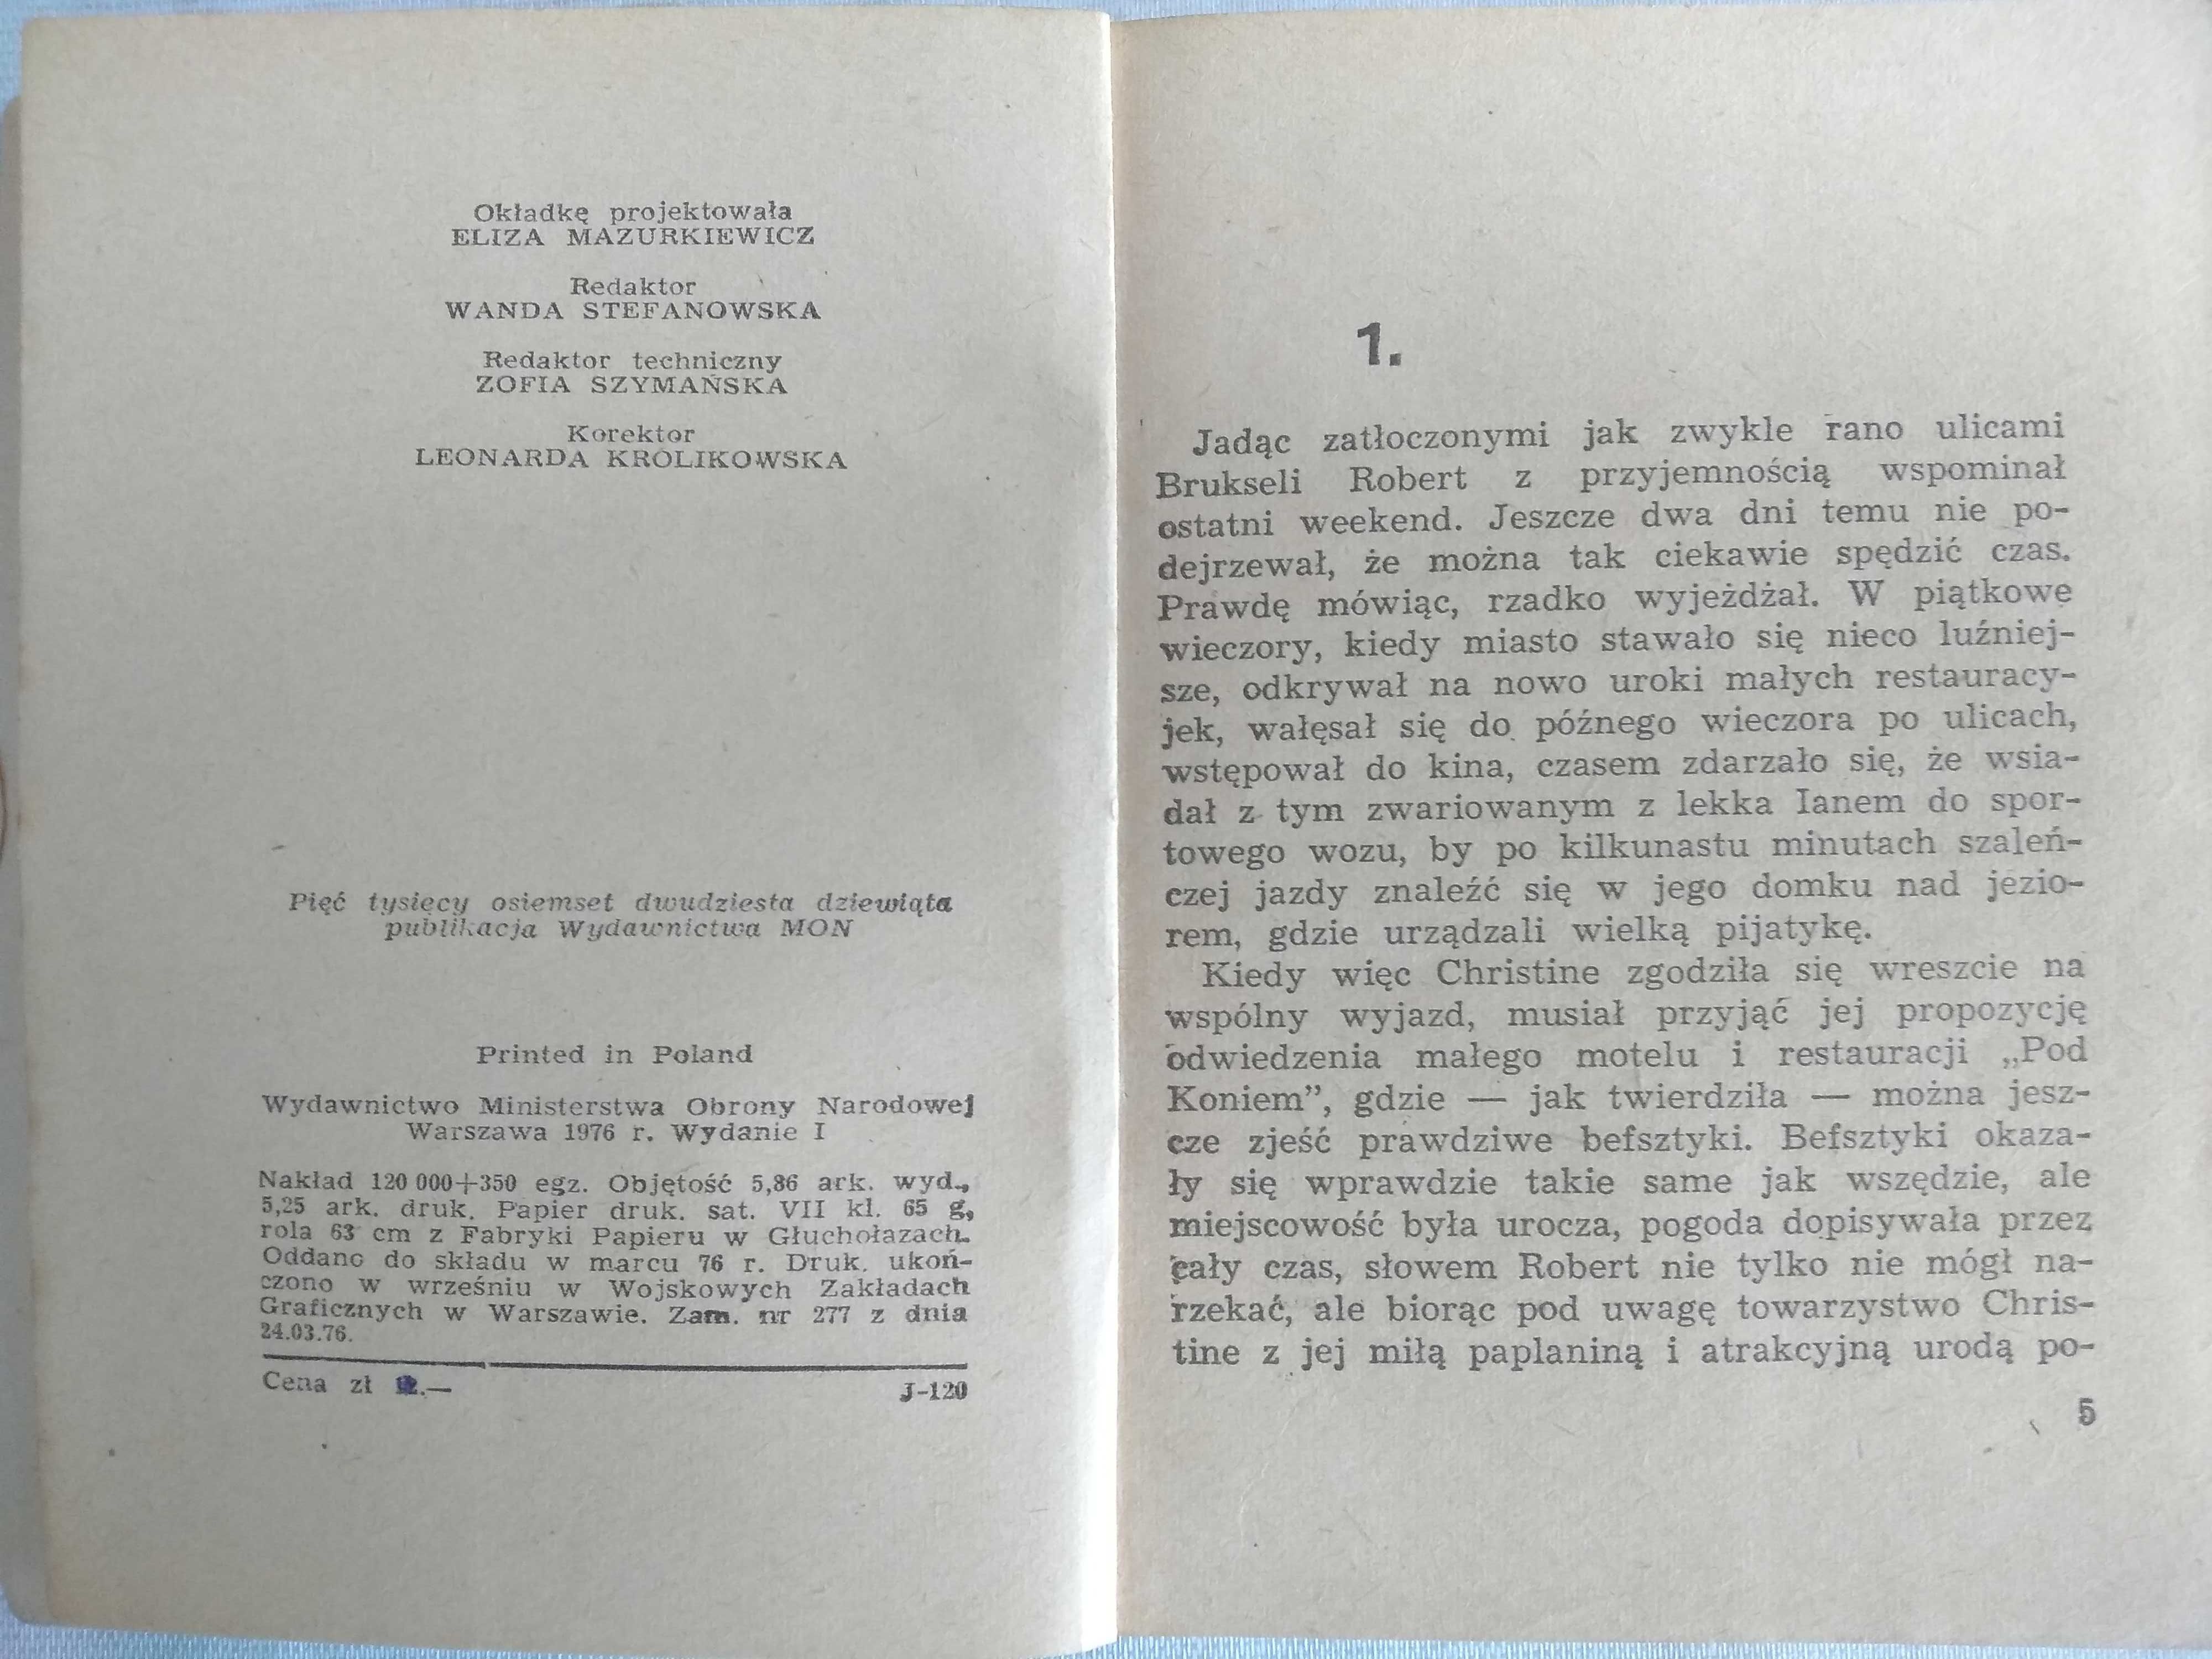 Okładkę projektowała
ELIZA MAZURKIEWICZ
Redaktor
WANDA STEFANOWSKA
Redaktor techniczny
ZOFIA SZYMAŃSKA
Korektor
LEONARDA KRÓLIKOWSKA
Pięć tysięcy osiemset dwudziesta dziewiąta
publikacja Wydawnictwa MON
Printed in Poland
Wydawnictwo Ministerstwa Obrony Narodowej
Warszawa 1976 r. Wydanie I
Nakład 120 000+350 egz. Objętość 5,86 ark. wyd.,
5,25 ark. druk. Papier druk. sat. VII kl. 65 g,
rola 63 cm z Fabryki Papieru w Głuchołazach.
Oddano do składu w marcu 76 r. Druk. ukoń-
czono w wrześniu w Wojskowych Zakładach
Graficznych w Warszawie. Zam. nr 277 z dnia
24.03.76.
Cena zł .—
J-120
1.
Jadąc zatłoczonymi jak zwykle rano ulicami
Brukseli Robert z przyjemnością wspominał
ostatni weekend. Jeszcze dwa dni temu nie po-
dejrzewał, że można tak ciekawie spędzić czas.
Prawdę mówiąc, rzadko wyjeżdżał. W piątkowe
wieczory, kiedy miasto stawało się nieco luźniej-
sze, odkrywał na nowo uroki małych restauracy-
jek, wałęsał się do późnego wieczora po ulicach,
wstępował do kina, czasem zdarzało się, że wsia-
dał z tym zwariowanym z lekka Ianem do spor-
towego wozu, by po kilkunastu minutach szaleń-
czej jazdy znaleźć się w jego domku nad jezio-
rem, gdzie urządzali wielką pijatykę.
Kiedy więc Christine zgodziła się wreszcie na
wspólny wyjazd, musiał przyjąć jej propozycję
odwiedzenia małego motelu i restauracji „Pod
Koniem”, gdzie — jak twierdziła — można jesz-
cze zjeść prawdziwe befsztyki. Befsztyki okaza-
ły się wprawdzie takie same jak wszędzie, ale
miejscowość była urocza, pogoda dopisywała przez
cały czas, słowem Robert nie tylko nie mógł na-
rzekać, ale biorąc pod uwagę towarzystwo Chris-
tine z jej miłą paplaniną i atrakcyjną urodą po-
5